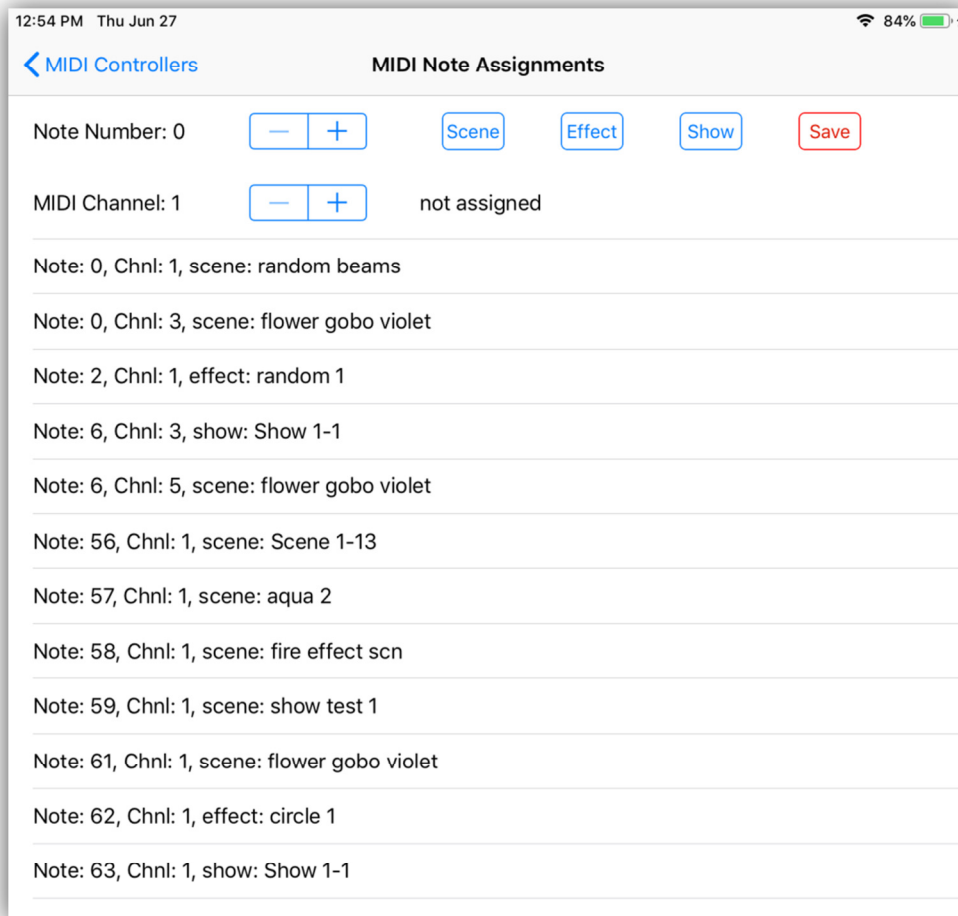 12:54 PM Thu Jun 27 84%
MIDI Controllers MIDI Note Assignments
Note Number: 0 Scene Effect Show Save
MIDI Channel: 1 not assigned
Note: 0, Chnl: 1, scene: random beams
Note: 0, Chnl: 3, scene: flower gobo violet
Note: 2, Chnl: 1, effect: random 1
Note: 6, Chnl: 3, show: Show 1-1
Note: 6, Chnl: 5, scene: flower gobo violet
Note: 56, Chnl: 1, scene: Scene 1-13
Note: 57, Chnl: 1, scene: aqua 2
Note: 58, Chnl: 1, scene: fire effect scn
Note: 59, Chnl: 1, scene: show test 1
Note: 61, Chnl: 1, scene: flower gobo violet
Note: 62, Chnl: 1, effect: circle 1
Note: 63, Chnl: 1, show: Show 1-1